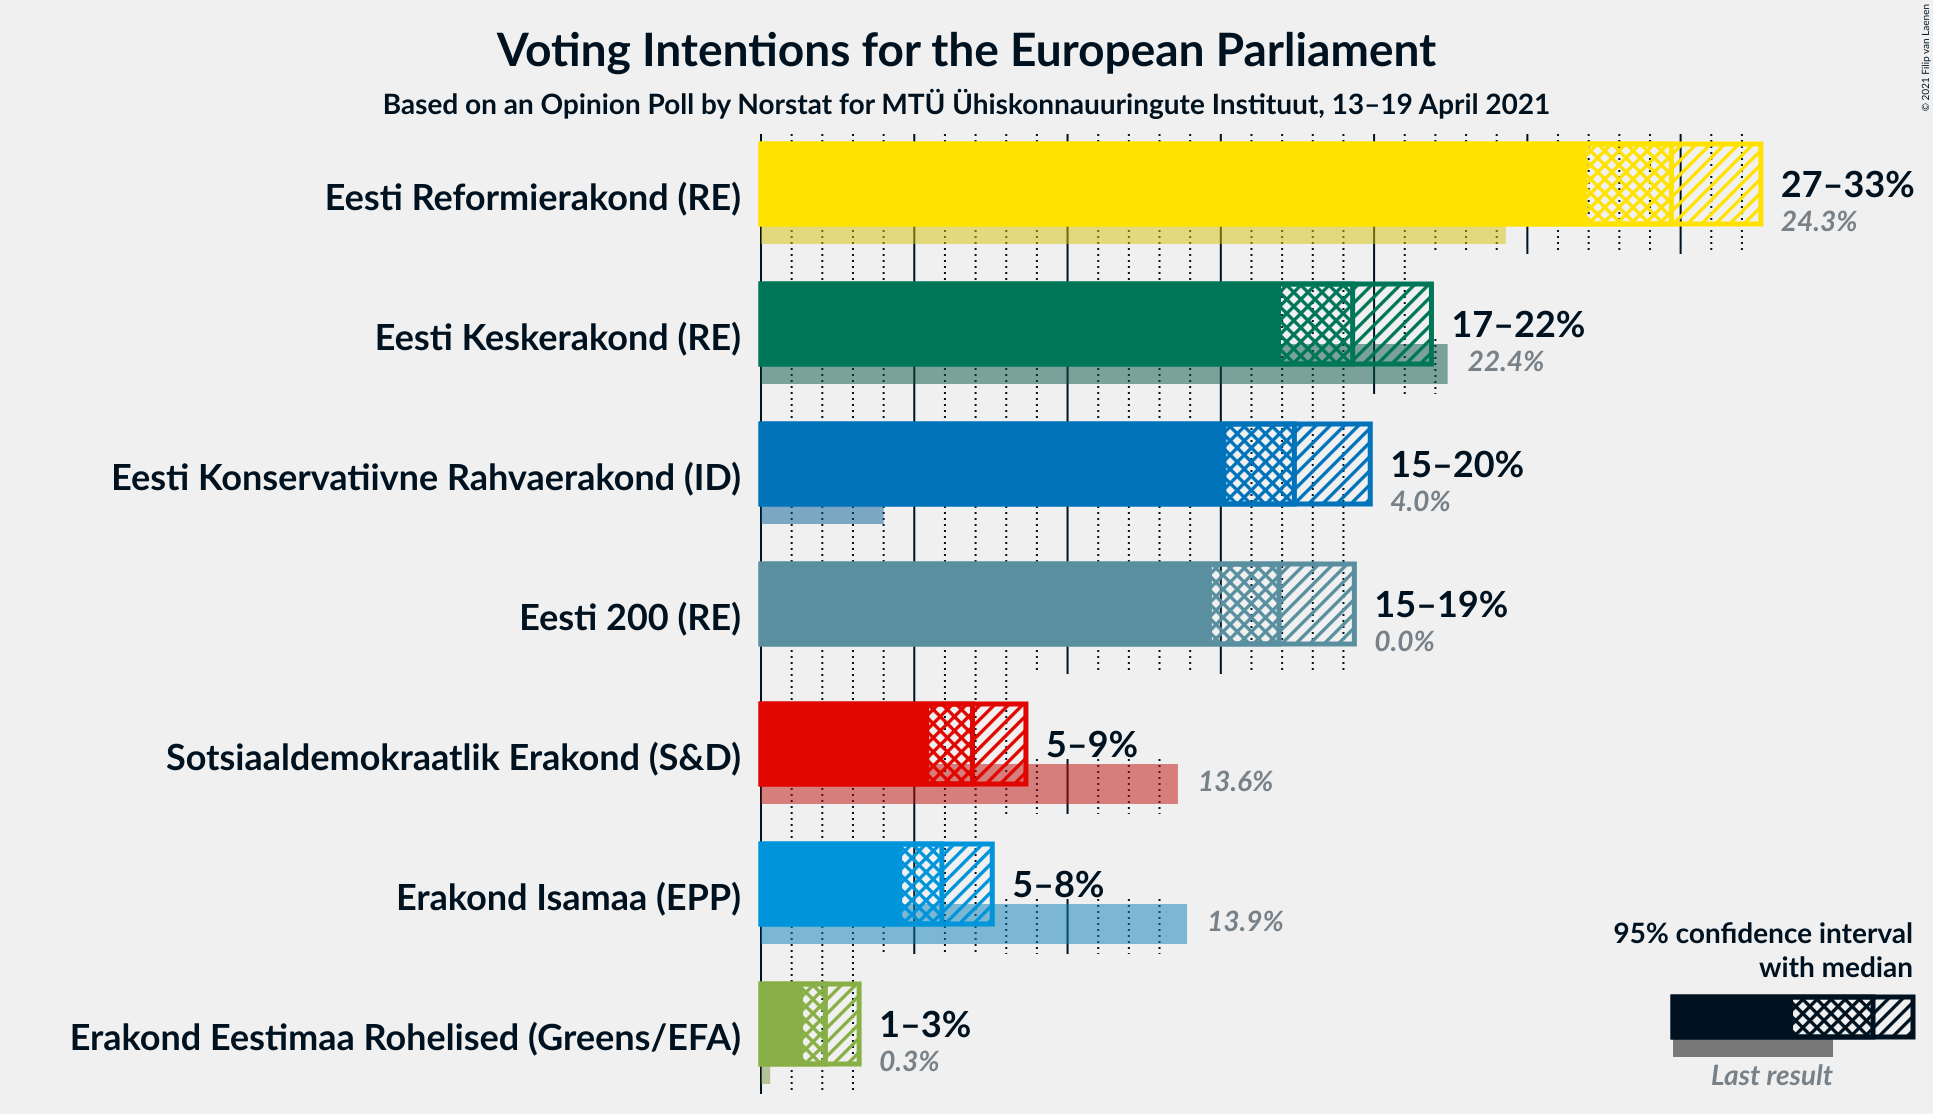 Voting Intentions for the European Parliament
Based on an Opinion Poll by Norstat for MTÜ Ühiskonnauuringute Instituut, 13–19 April 2021
© 2021 Filip van Laenen
Eesti Reformierakond (RE)
27–33%
24.3%
Eesti Keskerakond (RE)
17–22%
22.4%
Eesti Konservatiivne Rahvaerakond (ID)
15–20%
4.0%
Eesti 200 (RE)
15–19%
0.0%
Sotsiaaldemokraatlik Erakond (S&D)
5–9%
13.6%
Erakond Isamaa (EPP)
5–8%
13.9%
Erakond Eestimaa Rohelised (Greens/EFA)
1–3%
0.3%
95% confidence interval
with median
Last result